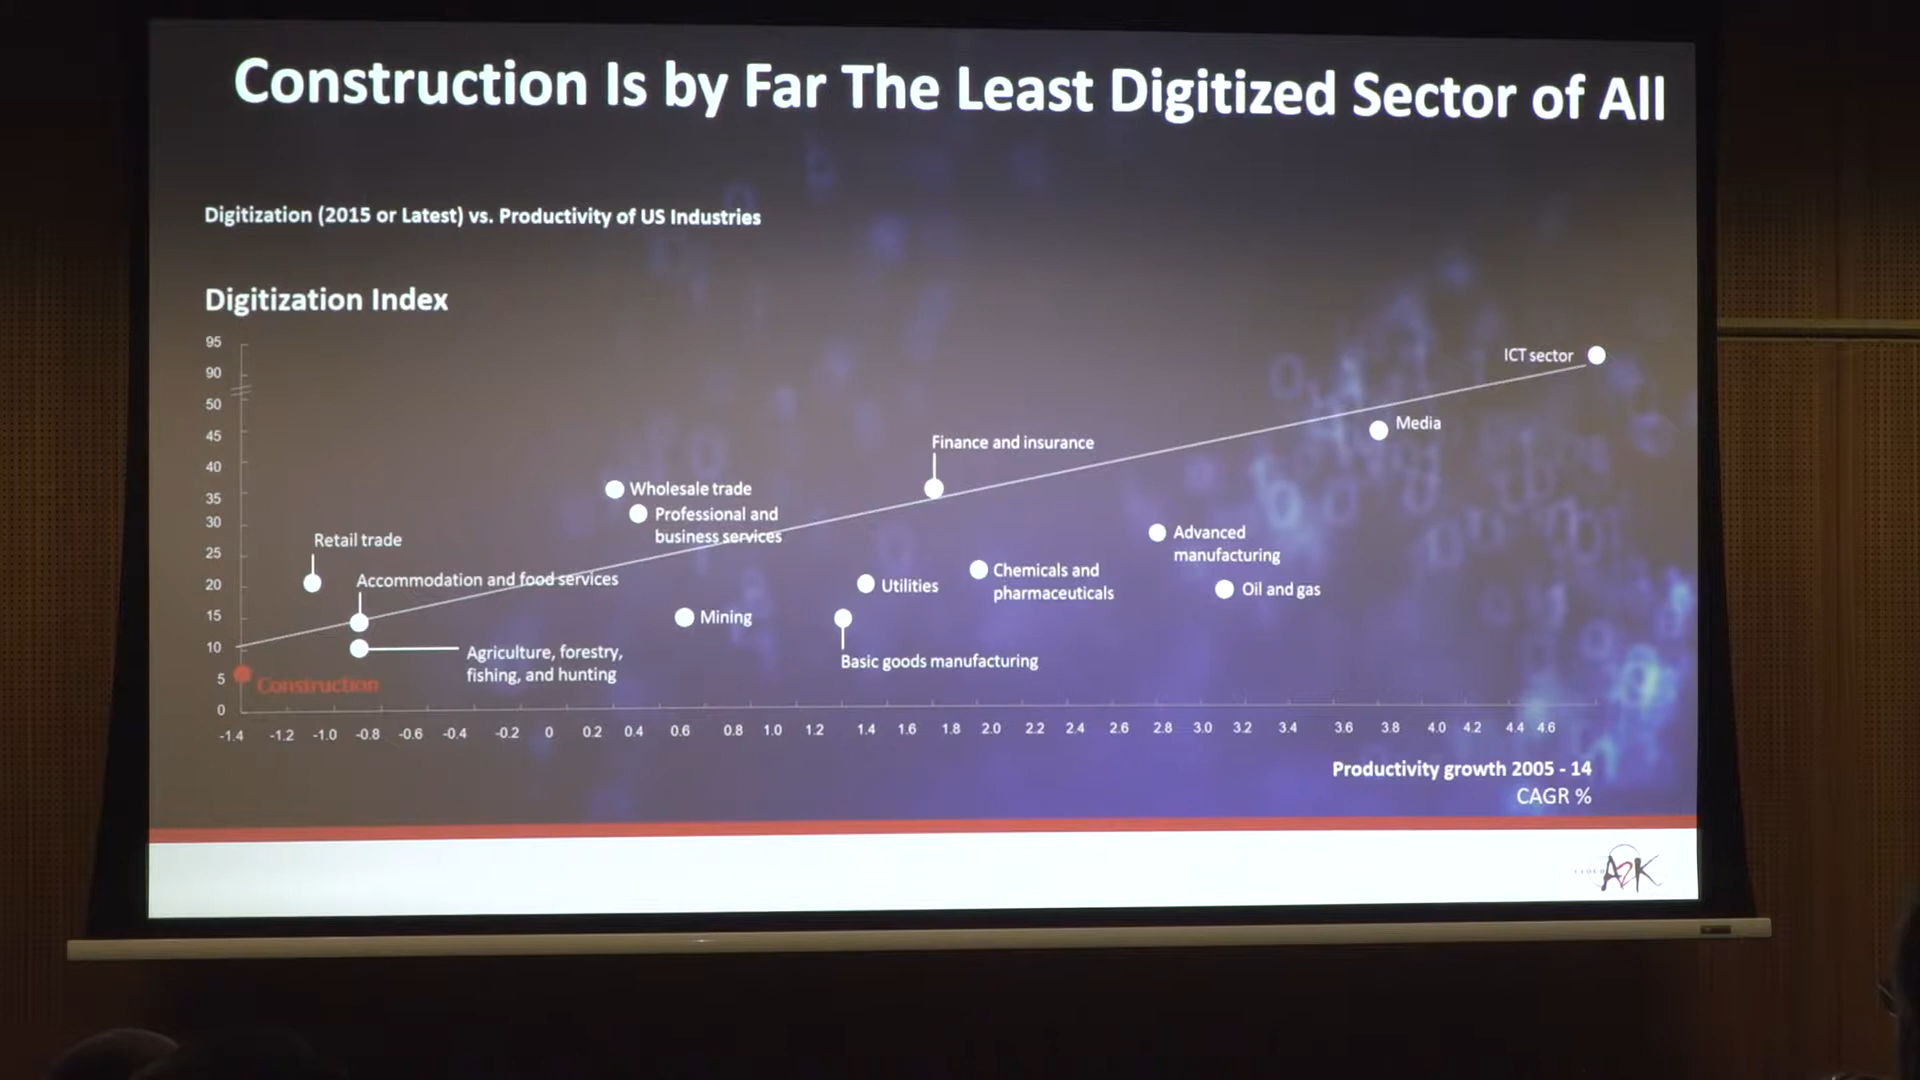 Construction Is by Far The Least Digitized Sector of All
Digitization (2015 or Latest) vs. Productivity of US Industries
Digitization Index
95
90
50
45
40
35
30
25
20
15
10
5
0
ICT sector
Media
Finance and insurance
Wholesale trade
Professional and
business services
Retail trade
Advanced
manufacturing
Accommodation and food services
Chemicals and
pharmaceuticals
Utilities
Oil and gas
Mining
Agriculture, forestry,
fishing, and hunting
Basic goods manufacturing
Construction
-1.4 -1.2 -1.0 -0.8 -0.6 -0.4 -0.2 0 0.2 0.4 0.6 0.8 1.0 1.2 1.4 1.6 1.8 2.0 2.2 2.4 2.6 2.8 3.0 3.2 3.4 3.6 3.8 4.0 4.2 4.4 4.6
Productivity growth 2005 - 14
CAGR %
A2K